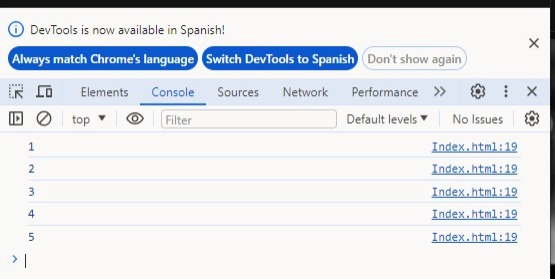 DevTools is now available in Spanish!
Always match Chrome's language Switch DevTools to Spanish Don't show again
Elements Console Sources Network Performance
top Filter Default levels No Issues
1 Index.html:19
2 Index.html:19
3 Index.html:19
4 Index.html:19
5 Index.html:19